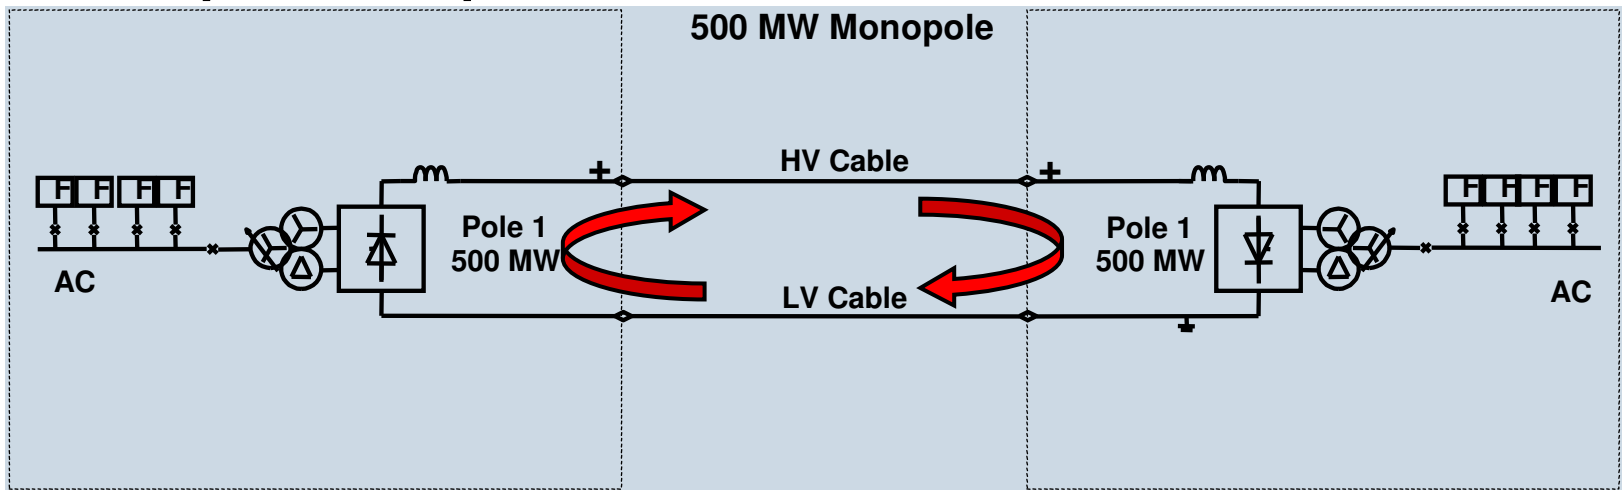 500 MW Monopole
HV Cable
+
+
F F F F
F F F F
Pole 1
500 MW
Pole 1
500 MW
AC
LV Cable
AC